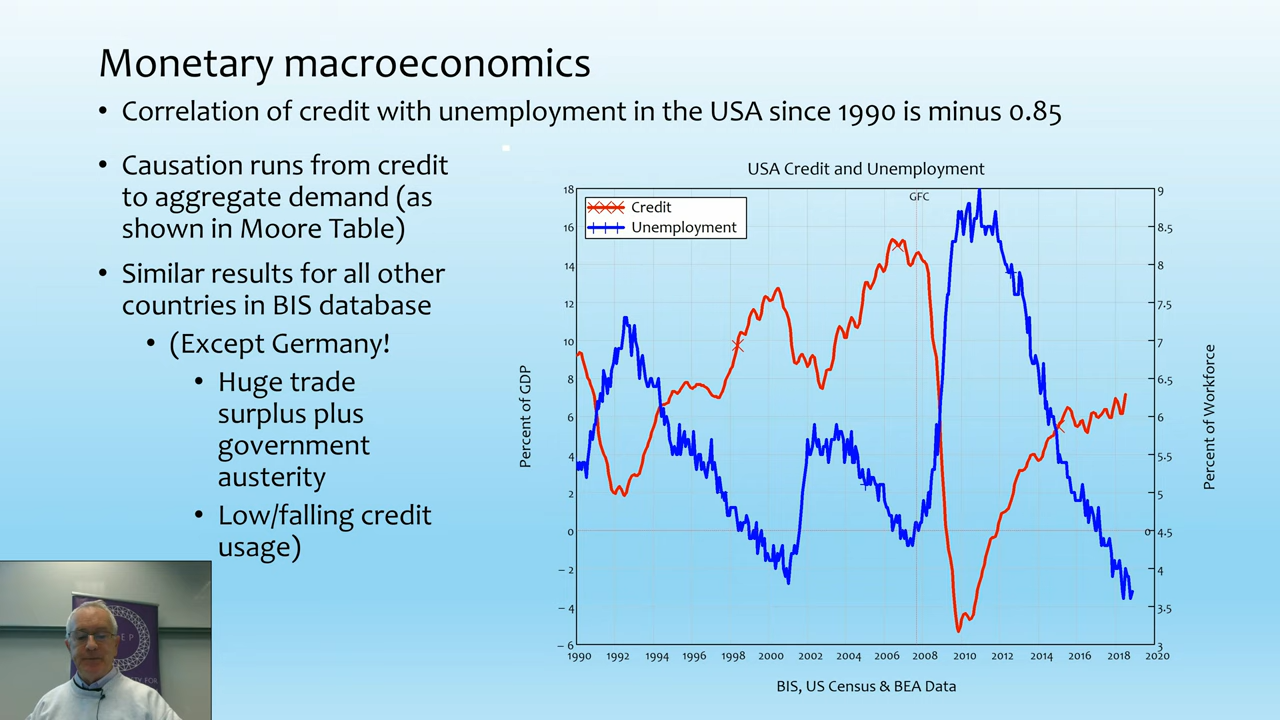 Monetary macroeconomics
• Correlation of credit with unemployment in the USA since 1990 is minus 0.85
• Causation runs from credit
to aggregate demand (as
shown in Moore Table)
• Similar results for all other
countries in BIS database
• (Except Germany!
• Huge trade
surplus plus
government
austerity
• Low/falling credit
usage)
USA Credit and Unemployment
GFC
Credit
Unemployment
Percent of GDP
18
16
14
12
10
8
6
4
2
0
– 2
– 4
– 6
9
8.5
8
7.5
7
6.5
6
5.5
5
0 4.5
4
3.5
3
Percent of Workforce
1990 1992 1994 1996 1998 2000 2002 2004 2006 2008 2010 2012 2014 2016 2018 2020
BIS, US Census & BEA Data
E P